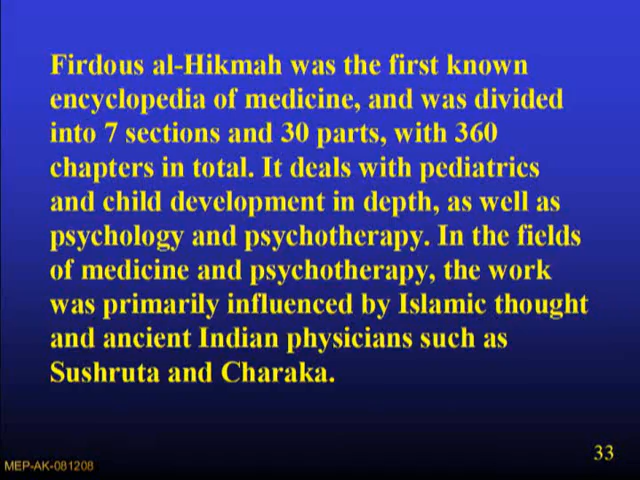 Firdous al-Hikmah was the first known
encyclopedia of medicine, and was divided
into 7 sections and 30 parts, with 360
chapters in total. It deals with pediatrics
and child development in depth, as well as
psychology and psychotherapy. In the fields
of medicine and psychotherapy, the work
was primarily influenced by Islamic thought
and ancient Indian physicians such as
Sushruta and Charaka.
33
MEP-AK-081208